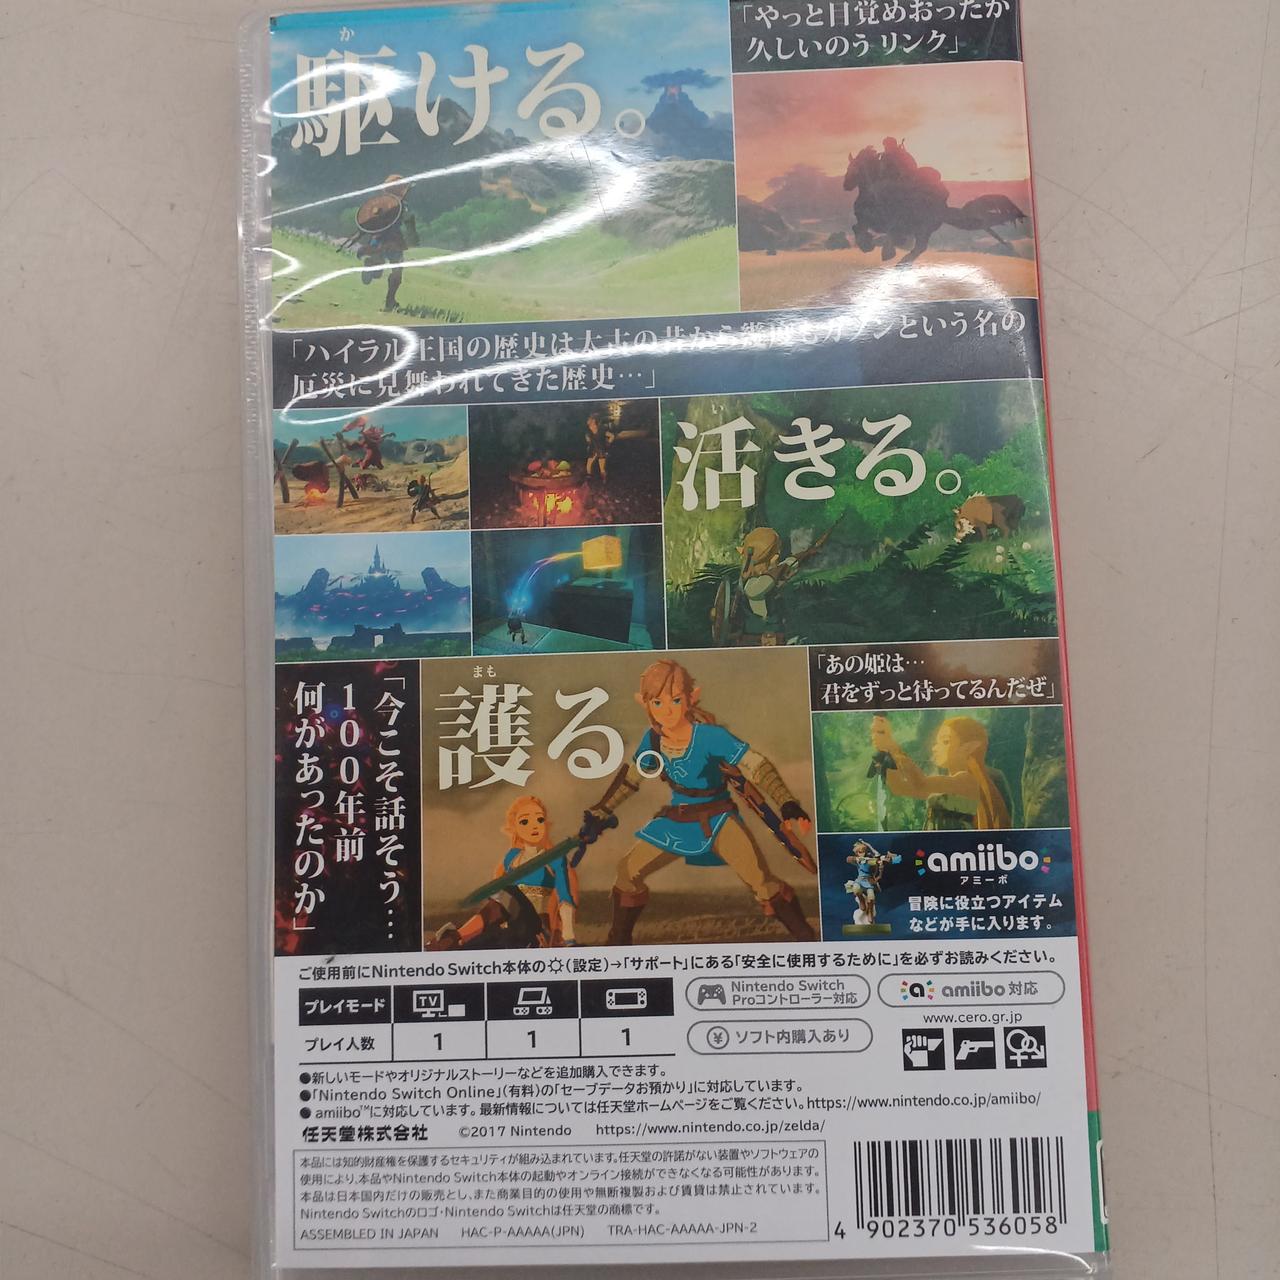 か
駆ける。
「やっと目覚めおったか
久しいのう リンク」
「ハイラル王国の歴史は太古の昔から幾度もガノンという名の
厄災に見舞われてきた歴史…」
活きる。
「今こそ話そう…
100年前
何があったのか」
まも
護る。
「あの姫は…
君をずっと待ってるんだぜ」
amiibo
アミーボ
冒険に役立つアイテム
などが手に入ります。
ご使用前にNintendo Switch本体の(設定)→「サポート」にある「安全に使用するために」を必ずお読みください。
プレイモード TV
プレイ人数 1 1 1
Nintendo Switch
Proコントローラー対応
amiibo 対応
¥ ソフト内購入あり
www.cero.gr.jp
●新しいモードやオリジナルストーリーなどを追加購入できます。
●「Nintendo Switch Online」(有料)の「セーブデータお預かり」に対応しています。
●amiibo™に対応しています。最新情報については任天堂ホームページをご覧ください。https://www.nintendo.co.jp/amiibo/
任天堂株式会社 ©2017 Nintendo https://www.nintendo.co.jp/zelda/
本品には知的財産権を保護するセキュリティが組み込まれています。任天堂の許諾がない装置やソフトウェアの
使用により、本品やNintendo Switch本体の起動やオンライン接続ができなくなる可能性があります。
本品は日本国内だけの販売とし、また商業目的の使用や無断複製および賃貸は禁止されています。
Nintendo Switchのロゴ・Nintendo Switchは任天堂の商標です。
ASSEMBLED IN JAPAN HAC-P-AAAAA(JPN) TRA-HAC-AAAAA-JPN-2
4 902370 536058